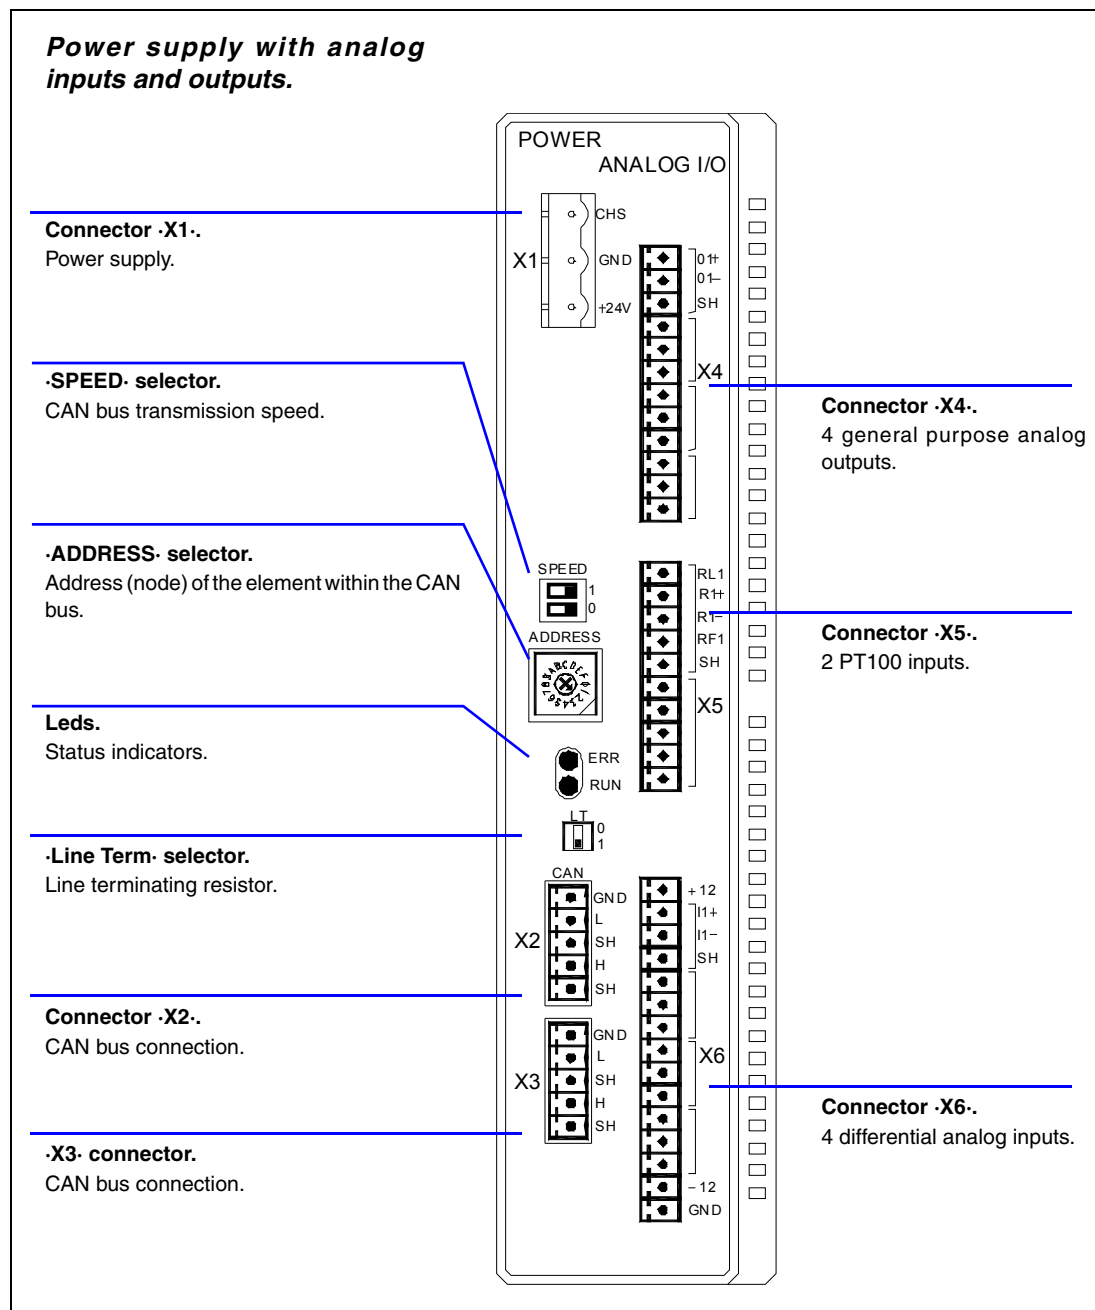 Power supply with analog
inputs and outputs.
POWER
ANALOG I/O
Connector ·X1·.
Power supply.
X1
CHS
GND
+24V
01+
01–
SH
X4
·SPEED· selector.
CAN bus transmission speed.
Connector ·X4·.
4 general purpose analog
outputs.
·ADDRESS· selector.
Address (node) of the element within the CAN
bus.
SPEED
1
0
ADDRESS
RL1
R1+
R1–
RF1
SH
X5
Connector ·X5·.
2 PT100 inputs.
Leds.
Status indicators.
ERR
RUN
LT
0
1
·Line Term· selector.
Line terminating resistor.
CAN
X2
GND
L
SH
H
SH
+12
I1+
I1–
SH
X6
–12
GND
Connector ·X2·.
CAN bus connection.
X3
GND
L
SH
H
SH
Connector ·X6·.
4 differential analog inputs.
·X3· connector.
CAN bus connection.